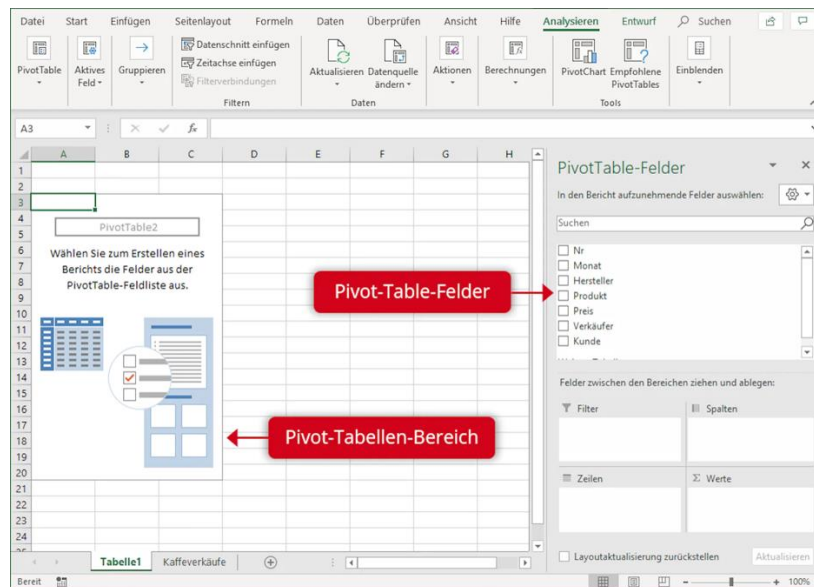 Datei Start Einfügen Seitenlayout Formeln Daten Überprüfen Ansicht Hilfe Analysieren Entwurf Suchen
PivotTable
Aktives Feld
Gruppieren
Datenschnitt einfügen
Zeitachse einfügen
Filterverbindungen
Filtern
Aktualisieren
Datenquelle ändern
Daten
Aktionen
Berechnungen
PivotChart
Empfohlene PivotTables
Tools
Einblenden
A3
fx
A B C D E F G H
1
2
3
4
5
6
7
8
9
10
11
12
13
14
15
16
17
18
19
20
21
22
23
24
PivotTable2
Wählen Sie zum Erstellen eines
Berichts die Felder aus der
PivotTable-Feldliste aus.
Pivot-Table-Felder
Pivot-Tabellen-Bereich
PivotTable-Felder
In den Bericht aufzunehmende Felder auswählen:
Suchen
Nr
Monat
Hersteller
Produkt
Preis
Verkäufer
Kunde
Felder zwischen den Bereichen ziehen und ablegen:
Filter
Spalten
Zeilen
Σ Werte
Layoutaktualisierung zurückstellen
Aktualisieren
Tabelle1 Kaffeverkäufe
Bereit
100%